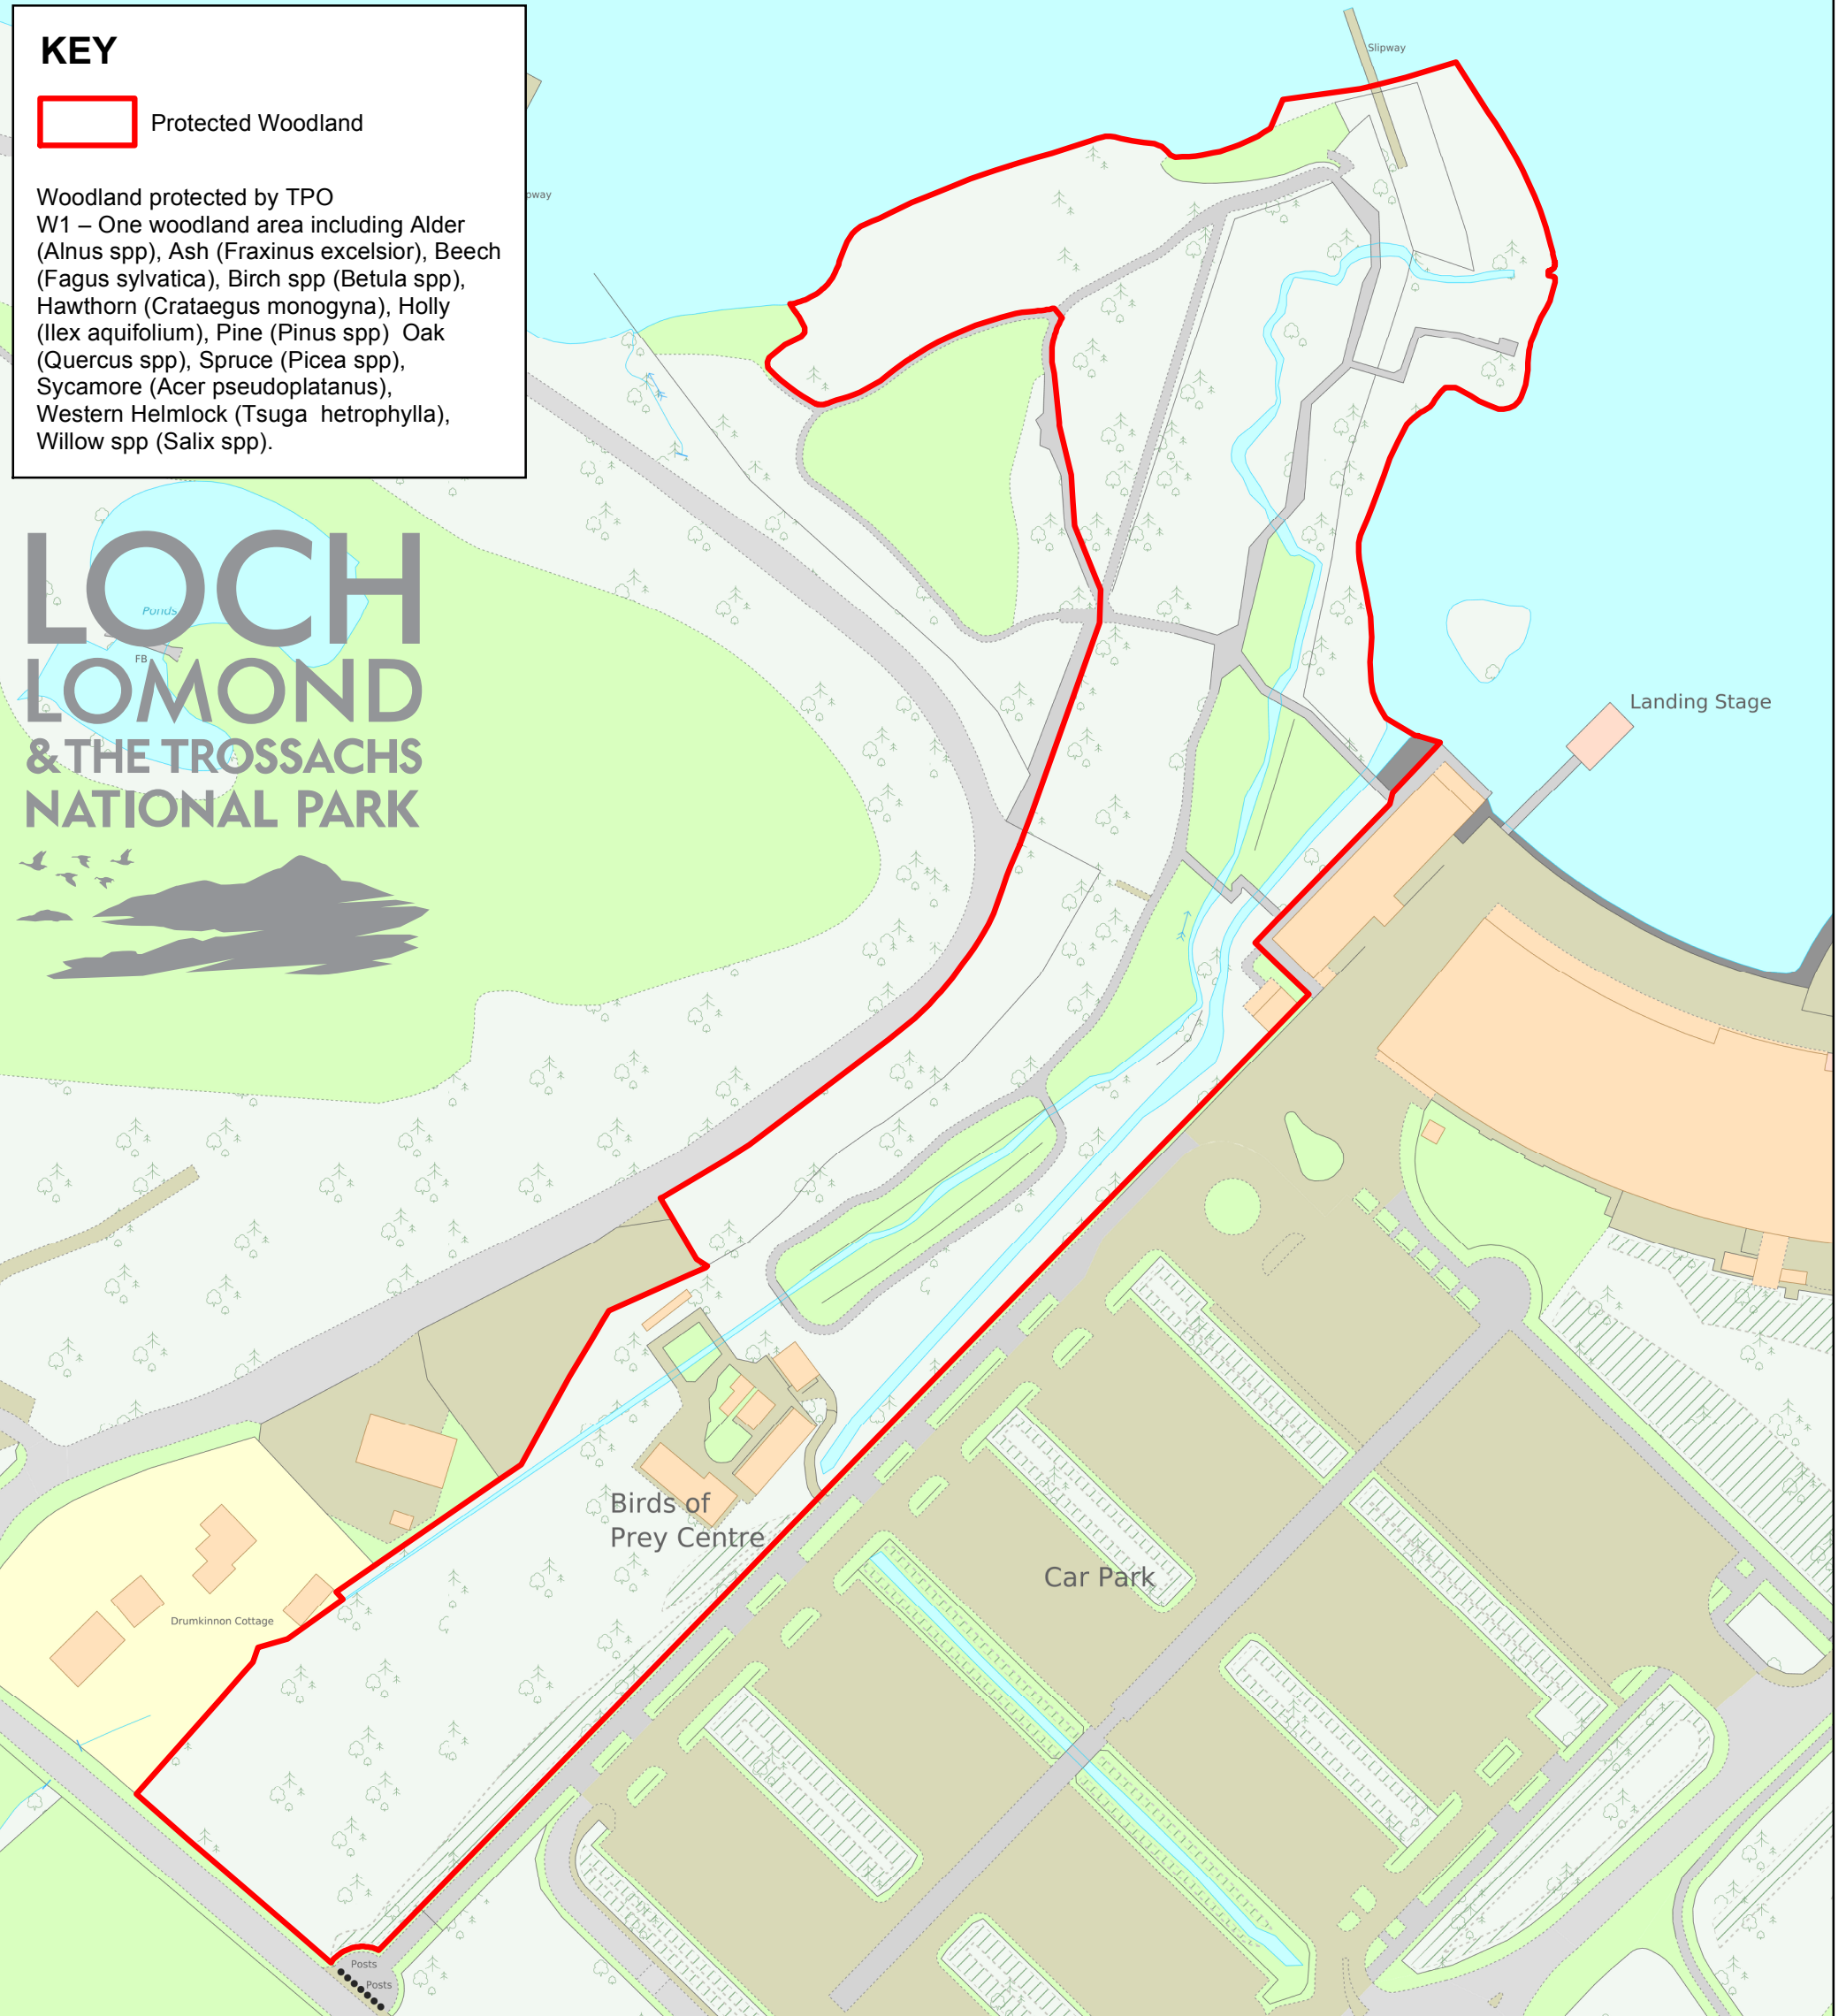 KEY
Protected Woodland
Woodland protected by TPO
W1 – One woodland area including Alder
(Alnus spp), Ash (Fraxinus excelsior), Beech
(Fagus sylvatica), Birch spp (Betula spp),
Hawthorn (Crataegus monogyna), Holly
(Ilex aquifolium), Pine (Pinus spp)  Oak
(Quercus spp), Spruce (Picea spp),
Sycamore (Acer pseudoplatanus),
Western Helmlock (Tsuga  hetrophylla),
Willow spp (Salix spp).
Slipway
pway
LOCH
LOMOND
& THE TROSSACHS
NATIONAL PARK
Ponds
FB
Landing Stage
Birds of
Prey Centre
Car Park
Drumkinnon Cottage
Posts
Posts